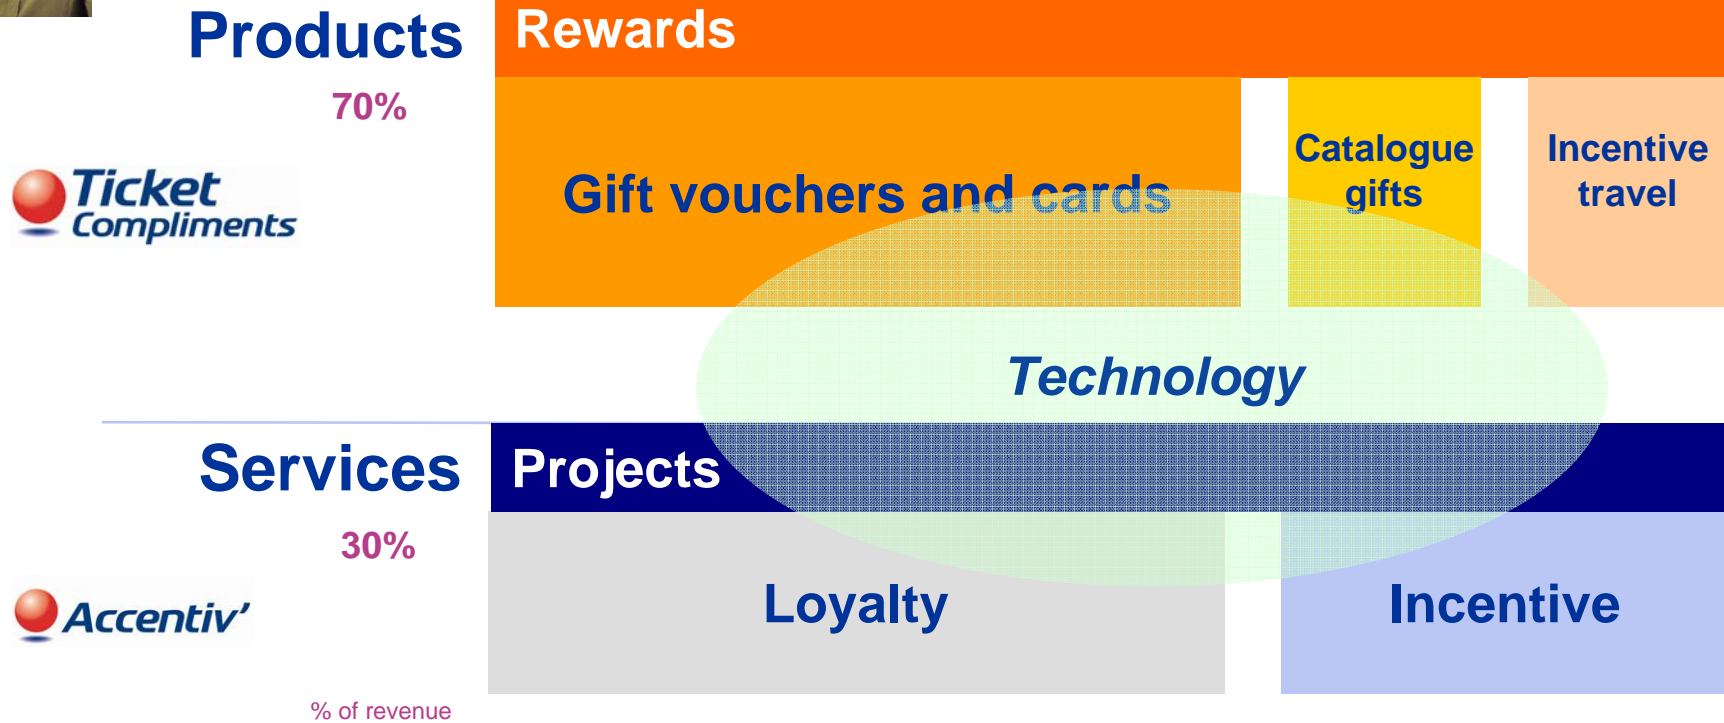 Products
Rewards
70%
Ticket
Compliments
Gift vouchers and cards
Catalogue
gifts
Incentive
travel
Technology
Services
Projects
30%
Accentiv’
Loyalty
Incentive
% of revenue